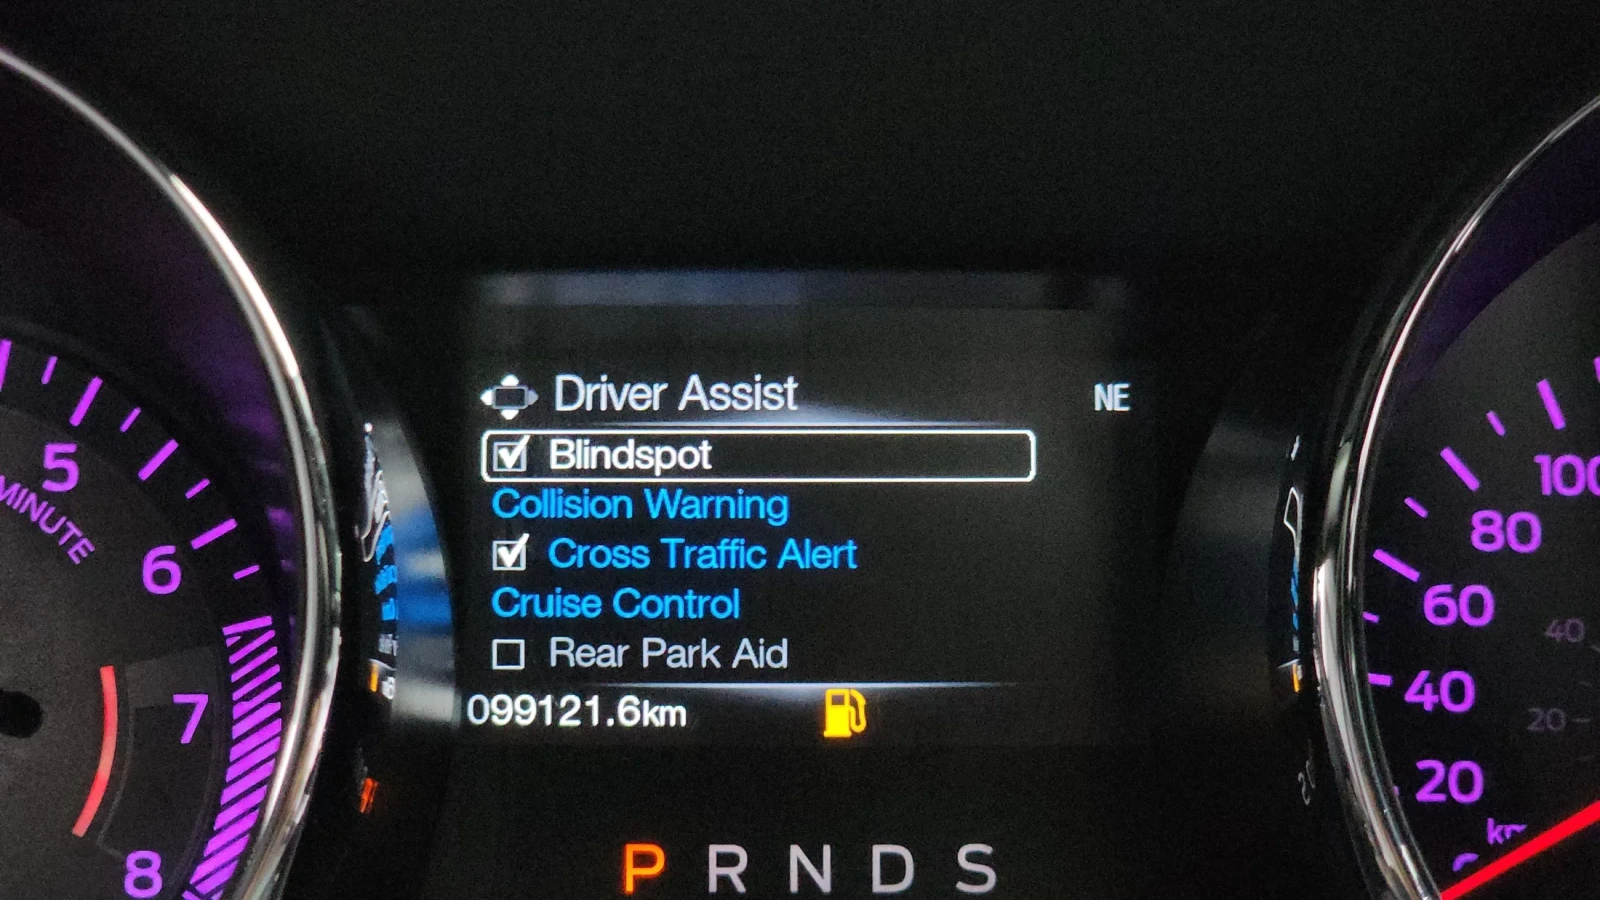 Driver Assist NE
Blindspot
Collision Warning
Cross Traffic Alert
Cruise Control
Rear Park Aid
099121.6km
P R N D S
5
MINUTE
6
7
8
100
80
60
40
20
40
20